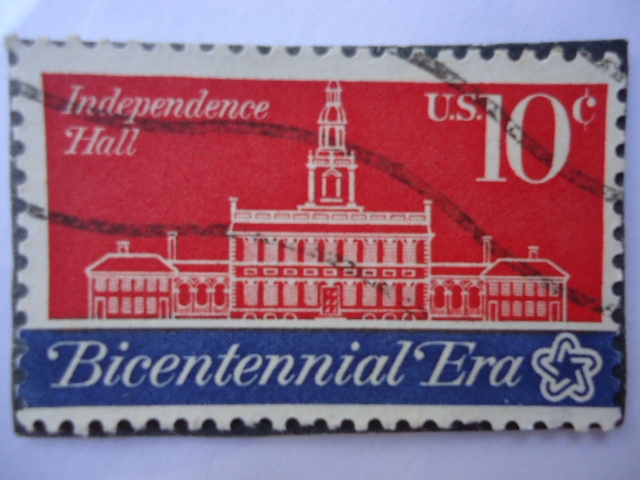 Independence
Hall
U.S. 10¢
Bicentennial Era